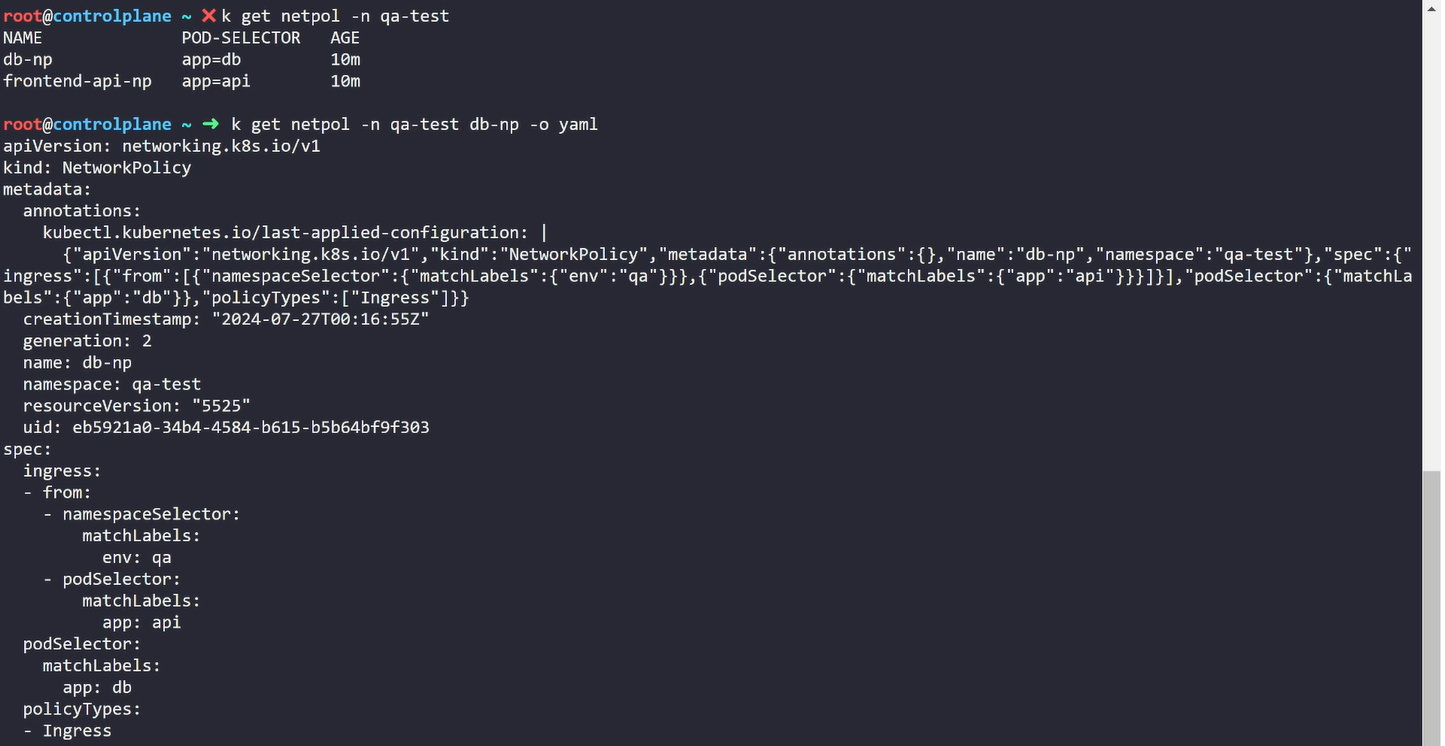 root@controlplane ~ ✖ k get netpol -n qa-test
NAME              POD-SELECTOR   AGE
db-np             app=db         10m
frontend-api-np   app=api        10m
root@controlplane ~ ➜ k get netpol -n qa-test db-np -o yaml
apiVersion: networking.k8s.io/v1
kind: NetworkPolicy
metadata:
  annotations:
    kubectl.kubernetes.io/last-applied-configuration: |
      {"apiVersion":"networking.k8s.io/v1","kind":"NetworkPolicy","metadata":{"annotations":{},"name":"db-np","namespace":"qa-test"},"spec":{"
ingress":[{"from":[{"namespaceSelector":{"matchLabels":{"env":"qa"}}},{"podSelector":{"matchLabels":{"app":"api"}}}]}],"podSelector":{"matchLa
bels":{"app":"db"}},"policyTypes":["Ingress"]}}
  creationTimestamp: "2024-07-27T00:16:55Z"
  generation: 2
  name: db-np
  namespace: qa-test
  resourceVersion: "5525"
  uid: eb5921a0-34b4-4584-b615-b5b64bf9f303
spec:
  ingress:
  - from:
    - namespaceSelector:
        matchLabels:
          env: qa
    - podSelector:
        matchLabels:
          app: api
  podSelector:
    matchLabels:
      app: db
  policyTypes:
  - Ingress